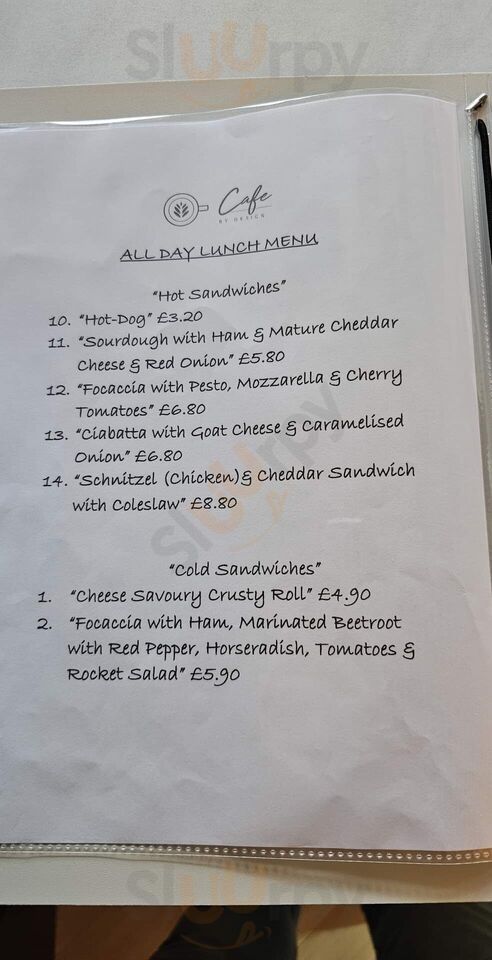 Sluurpy
Cafe
BY DESIGN
ALL DAY LUNCH MENU
"Hot Sandwiches"
10. "Hot-Dog" £3.20
11. "Sourdough with Ham & Mature Cheddar
Cheese & Red Onion" £5.80
12. "Focaccia with Pesto, Mozzarella & Cherry
Tomatoes" £6.80
13. "Ciabatta with Goat Cheese & Caramelised
Onion" £6.80
14. "Schnitzel (Chicken)& Cheddar Sandwich
with Coleslaw" £8.80
sluurpy
"Cold Sandwiches"
1. "Cheese Savoury Crusty Roll" £4.90
2. "Focaccia with Ham, Marinated Beetroot
with Red Pepper, Horseradish, Tomatoes &
Rocket Salad" £5.90
Sluurpy